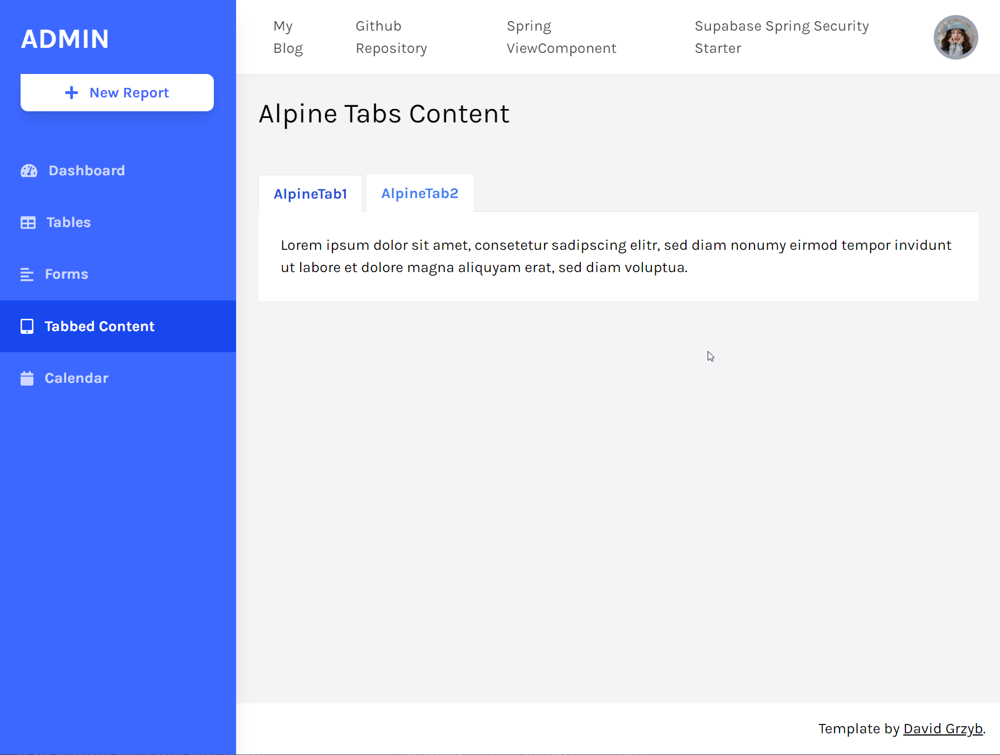 ADMIN
New Report
Dashboard
Tables
Forms
Tabbed Content
Calendar
My
Blog
Github
Repository
Spring
ViewComponent
Supabase Spring Security
Starter
Alpine Tabs Content
AlpineTab1
AlpineTab2
Lorem ipsum dolor sit amet, consetetur sadipscing elitr, sed diam nonumy eirmod tempor invidunt
ut labore et dolore magna aliquyam erat, sed diam voluptua.
Template by David Grzyb.